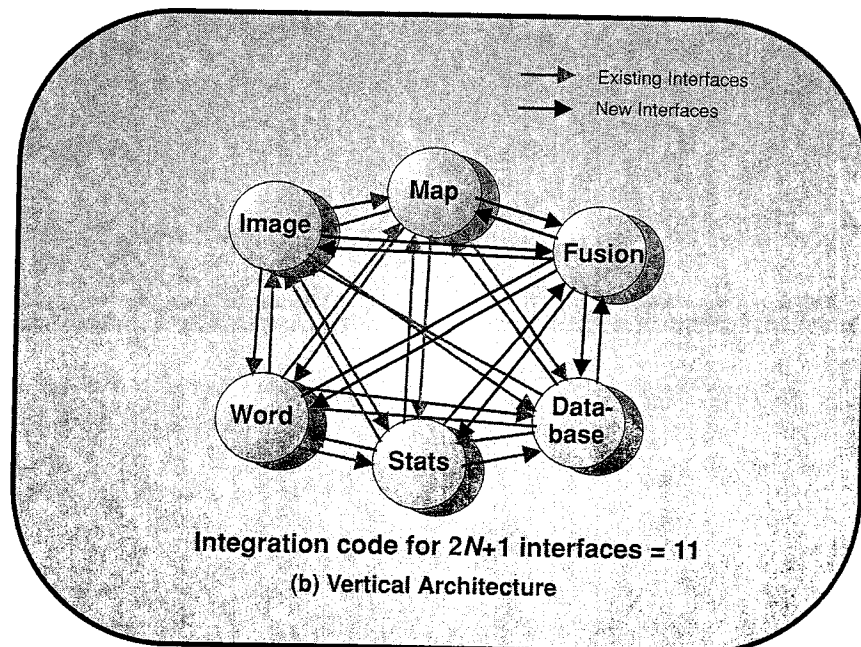 Existing Interfaces
New Interfaces
Map
Image
Fusion
Word
Data-
base
Stats
Integration code for 2N+1 interfaces = 11
(b) Vertical Architecture